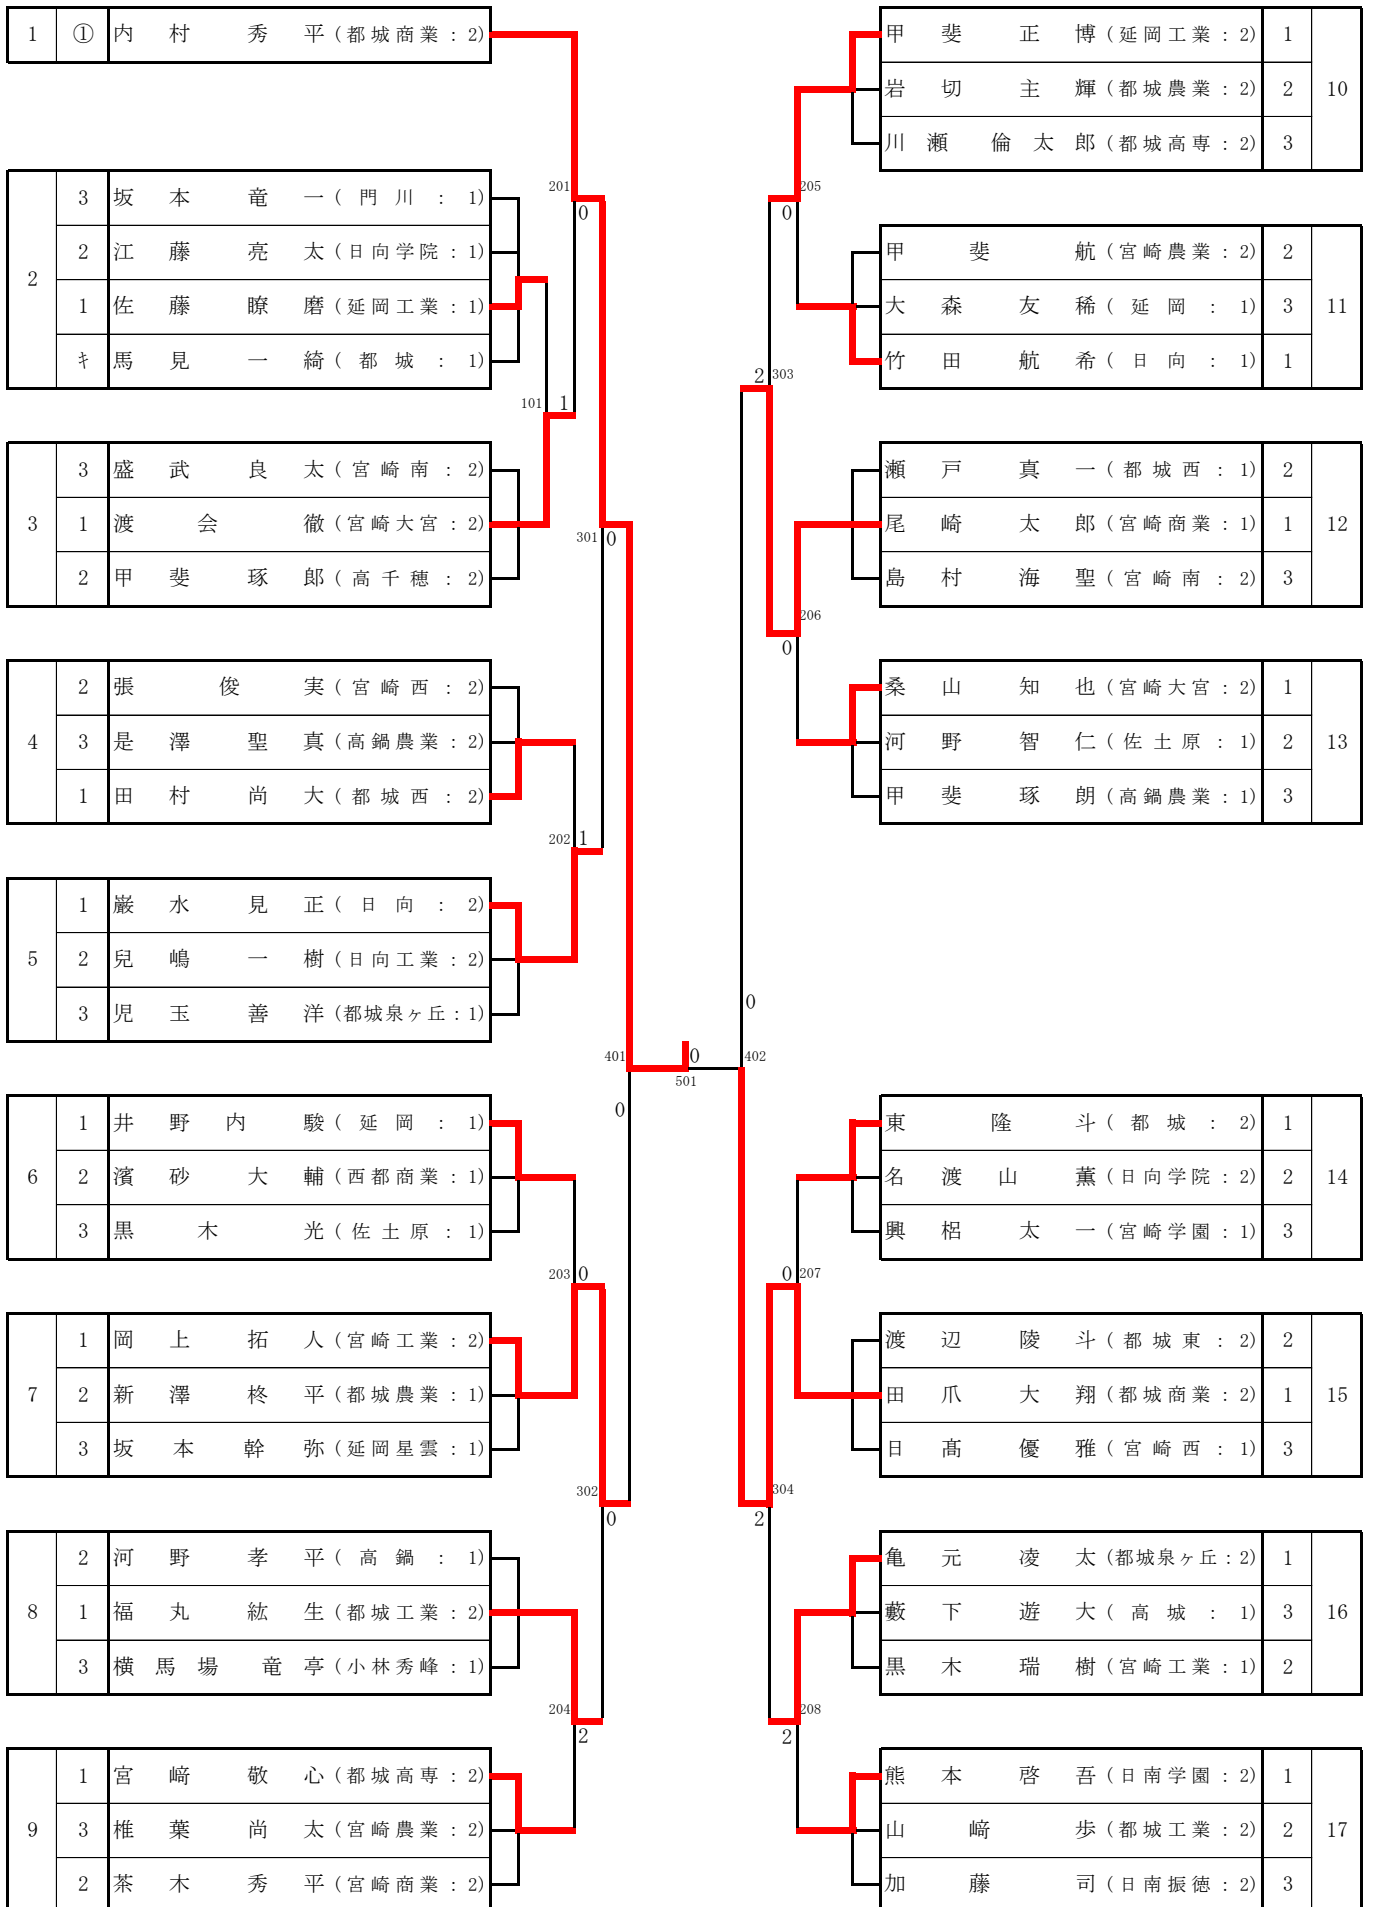 1 ① 内村 秀平 (都城商業 : 2)
2
3 坂本 竜一 (門川 : 1)
2 江藤 亮太 (日向学院 : 1)
1 佐藤 瞭磨 (延岡工業 : 1)
ｷ 馬見 一綺 (都城 : 1)
3
3 盛武 良太 (宮崎南 : 2)
1 渡会 徹 (宮崎大宮 : 2)
2 甲斐 琢郎 (高千穂 : 2)
4
2 張 俊実 (宮崎西 : 2)
3 是澤 聖真 (高鍋農業 : 2)
1 田村 尚大 (都城西 : 2)
5
1 巌水 見正 (日向 : 2)
2 兒嶋 一樹 (日向工業 : 2)
3 児玉 善洋 (都城泉ヶ丘 : 1)
6
1 井野内 駿 (延岡 : 1)
2 濱砂 大輔 (西都商業 : 1)
3 黒木 光 (佐土原 : 1)
7
1 岡上 拓人 (宮崎工業 : 2)
2 新澤 柊平 (都城農業 : 1)
3 坂本 幹弥 (延岡星雲 : 1)
8
2 河野 孝平 (高鍋 : 1)
1 福丸 紘生 (都城工業 : 2)
3 横馬場 竜亭 (小林秀峰 : 1)
9
1 宮﨑 敬心 (都城高専 : 2)
3 椎葉 尚太 (宮崎農業 : 2)
2 茶木 秀平 (宮崎商業 : 2)
201
0
101
1
301
0
202
1
401
0
203
0
302
0
204
2
501
0
205
0
303
2
206
0
402
0
207
0
304
2
208
2
甲斐 正博 (延岡工業 : 2) 1
岩切 主輝 (都城農業 : 2) 2
川瀬 倫太郎 (都城高専 : 2) 3
10
甲斐 航 (宮崎農業 : 2) 2
大森 友稀 (延岡 : 1) 3
竹田 航希 (日向 : 1) 1
11
瀬戸 真一 (都城西 : 1) 2
尾崎 太郎 (宮崎商業 : 1) 1
島村 海聖 (宮崎南 : 2) 3
12
桑山 知也 (宮崎大宮 : 2) 1
河野 智仁 (佐土原 : 1) 2
甲斐 琢朗 (高鍋農業 : 1) 3
13
東 隆斗 (都城 : 2) 1
名渡山 薫 (日向学院 : 2) 2
興梠 太一 (宮崎学園 : 1) 3
14
渡辺 陵斗 (都城東 : 2) 2
田爪 大翔 (都城商業 : 2) 1
日髙 優雅 (宮崎西 : 1) 3
15
亀元 凌太 (都城泉ヶ丘 : 2) 1
藪下 遊大 (高城 : 1) 3
黒木 瑞樹 (宮崎工業 : 1) 2
16
熊本 啓吾 (日南学園 : 2) 1
山﨑 歩 (都城工業 : 2) 2
加藤 司 (日南振徳 : 2) 3
17